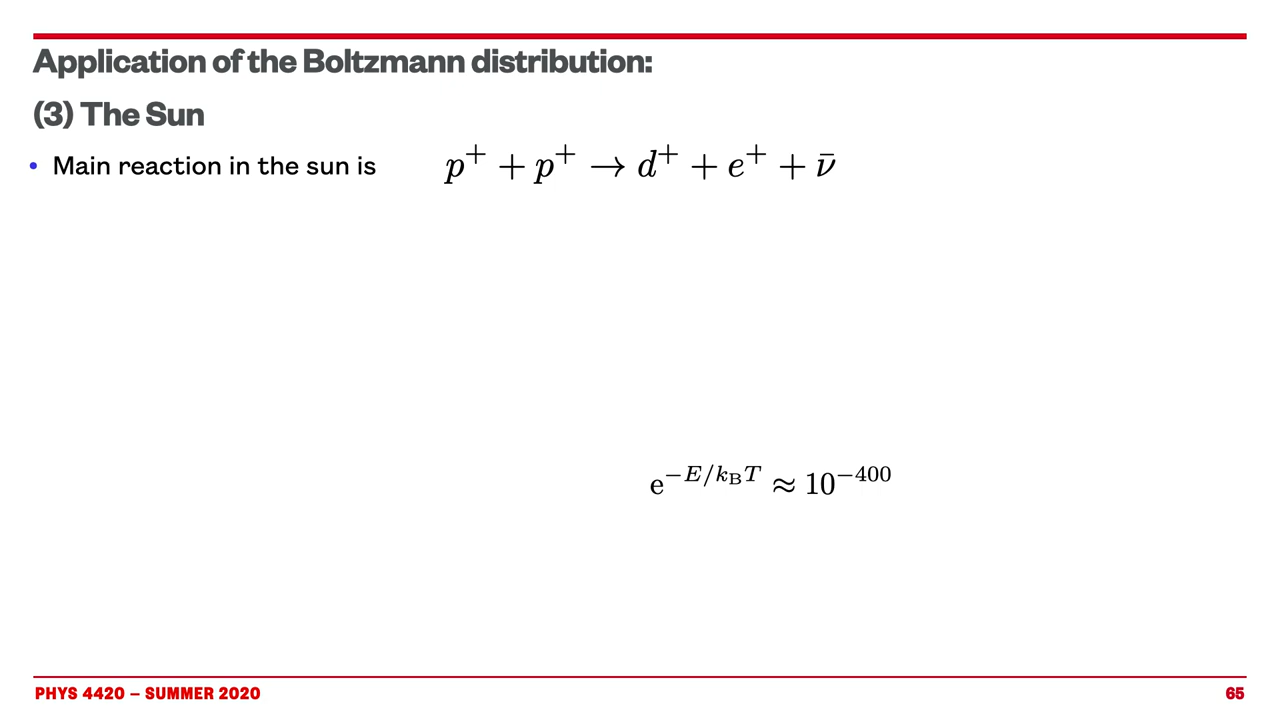 Application of the Boltzmann distribution:
(3) The Sun
• Main reaction in the sun is p⁺ + p⁺ → d⁺ + e⁺ + ν̄
e^{−E/k_B T} ≈ 10^{−400}
PHYS 4420 – SUMMER 2020 65